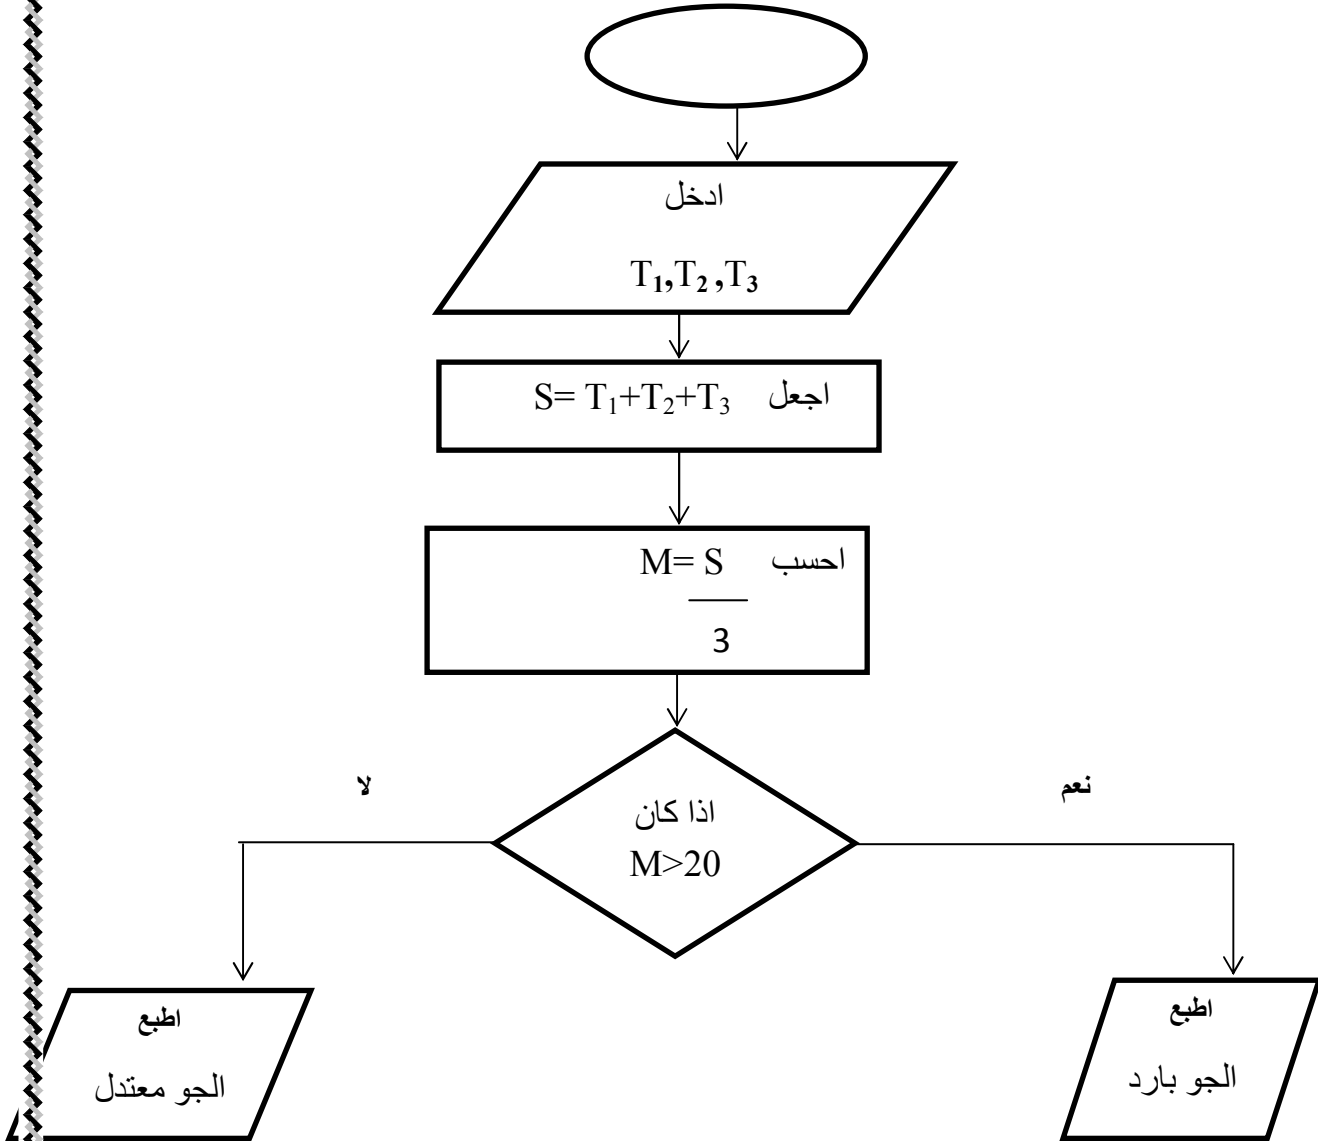 ادخل
T₁,T₂ ,T₃
اجعل S= T₁+T₂+T₃
احسب M= S
3
لا
نعم
اذا كان
M>20
اطبع
الجو معتدل
اطبع
الجو بارد